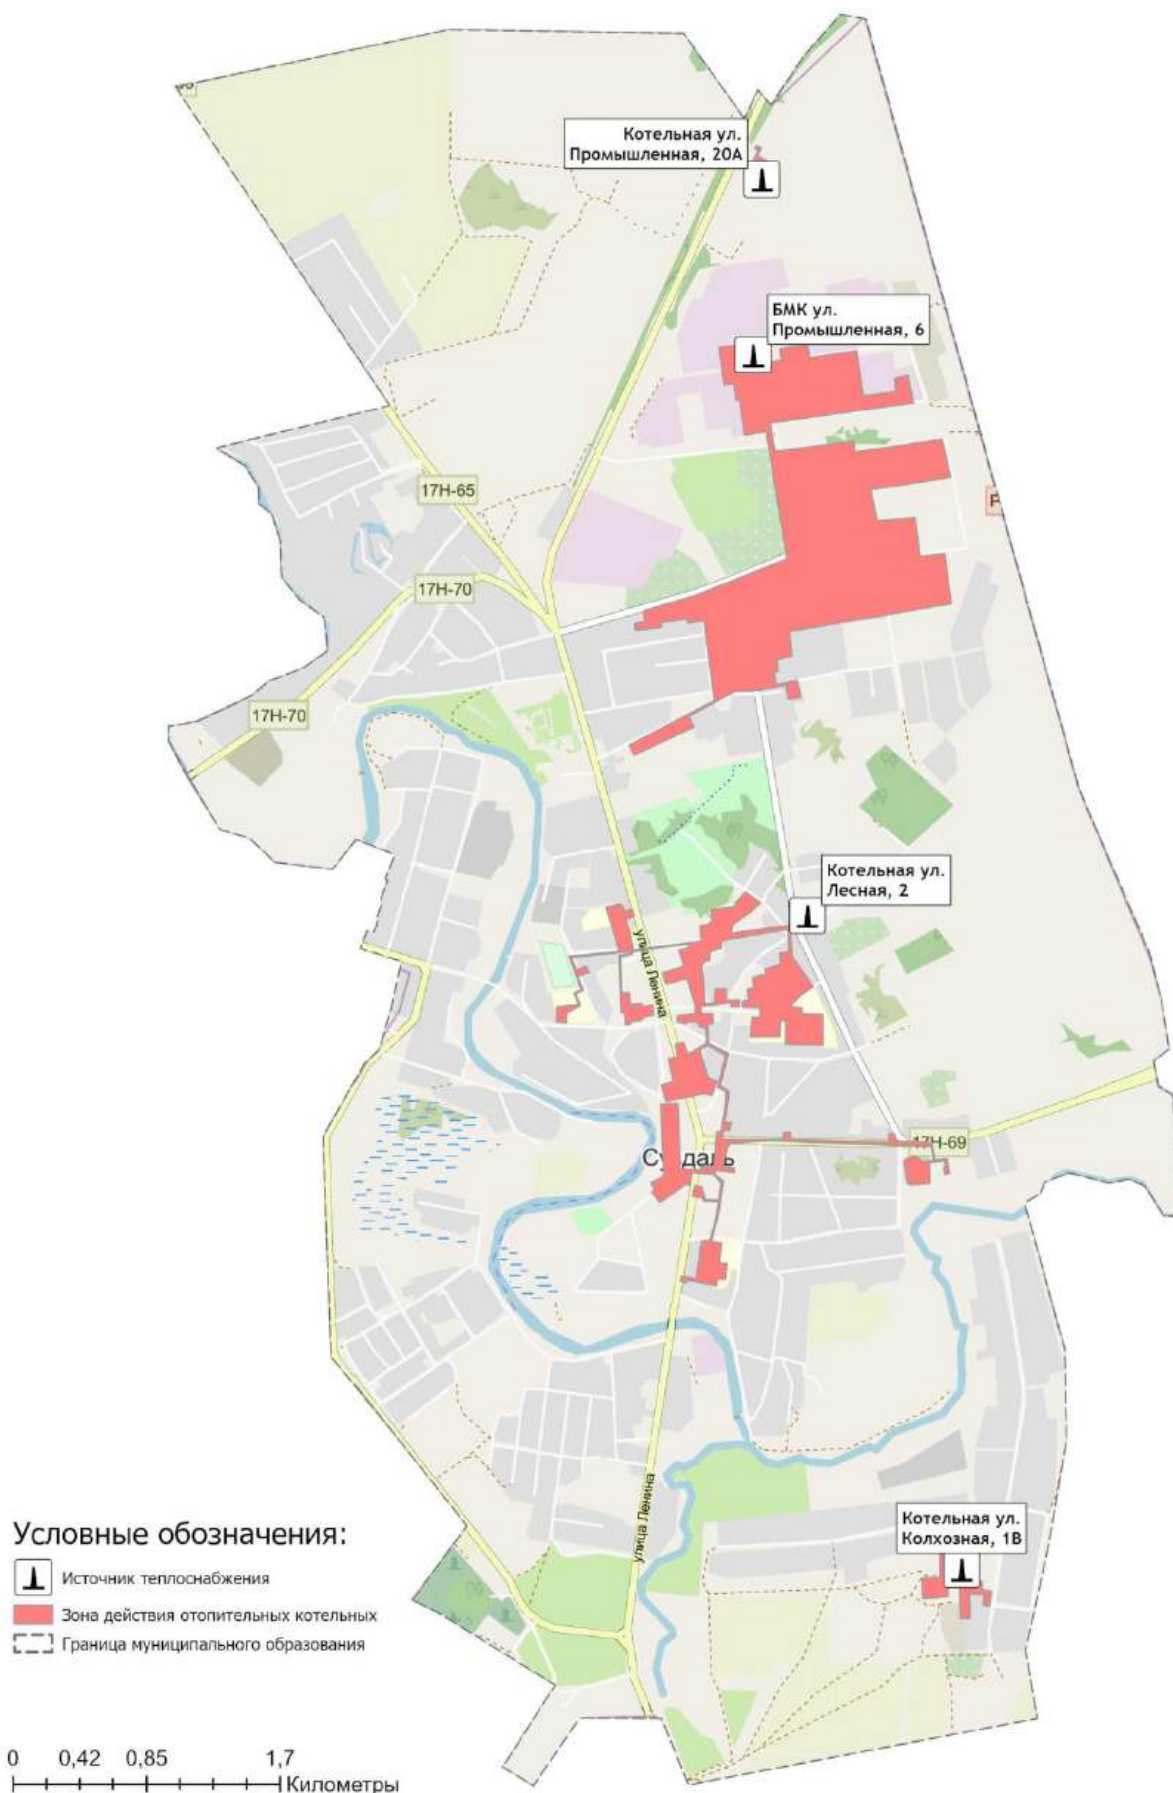 Котельная ул.
Промышленная, 20А
БМК ул.
Промышленная, 6
17Н-65
17Н-70
17Н-70
Котельная ул.
Лесная, 2
улица Ленина
17Н-69
Суздаль
улица Ленина
Котельная ул.
Колхозная, 1В
Условные обозначения:
Источник теплоснабжения
Зона действия отопительных котельных
Граница муниципального образования
0 0,42 0,85 1,7
Километры